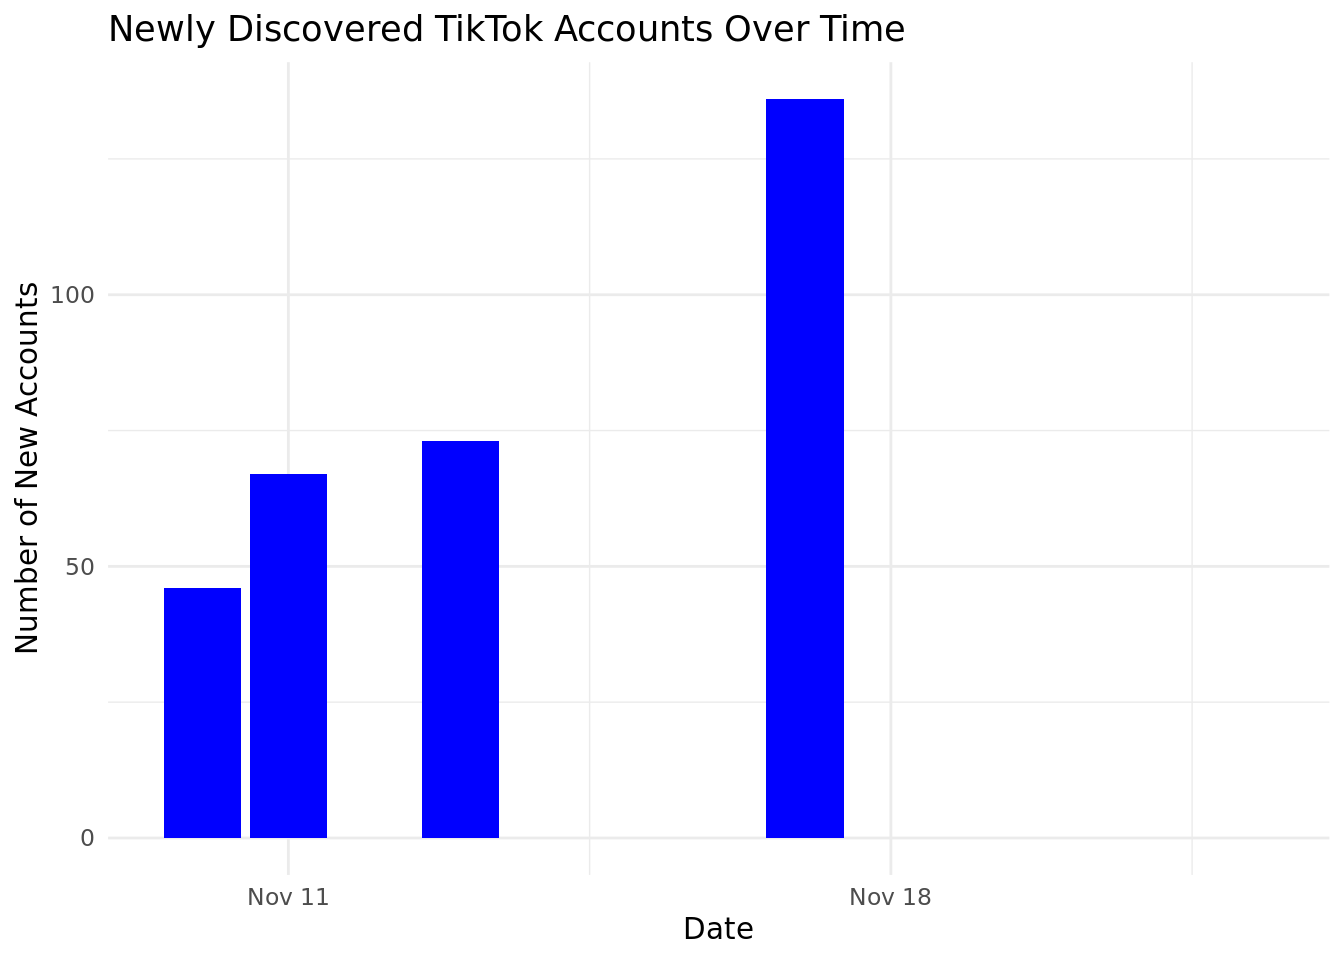 Newly Discovered TikTok Accounts Over Time
Number of New Accounts
100
50
0
Nov 11
Nov 18
Date